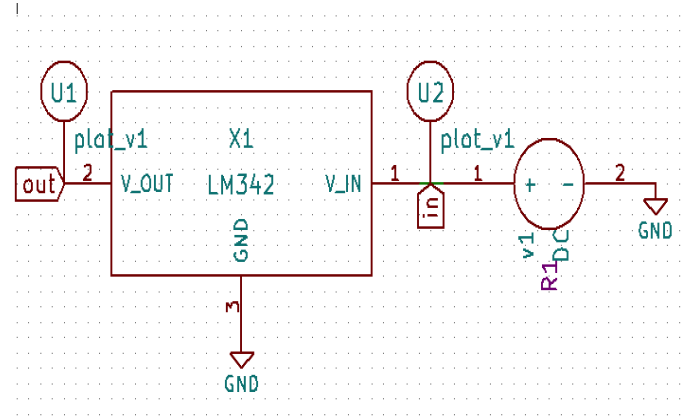 U1
U2
plot_v1
X1
plot_v1
out
2
V_OUT
LM342
V_IN
1
in
1
+
-
2
GND
GND
v1
DC
R1
3
GND